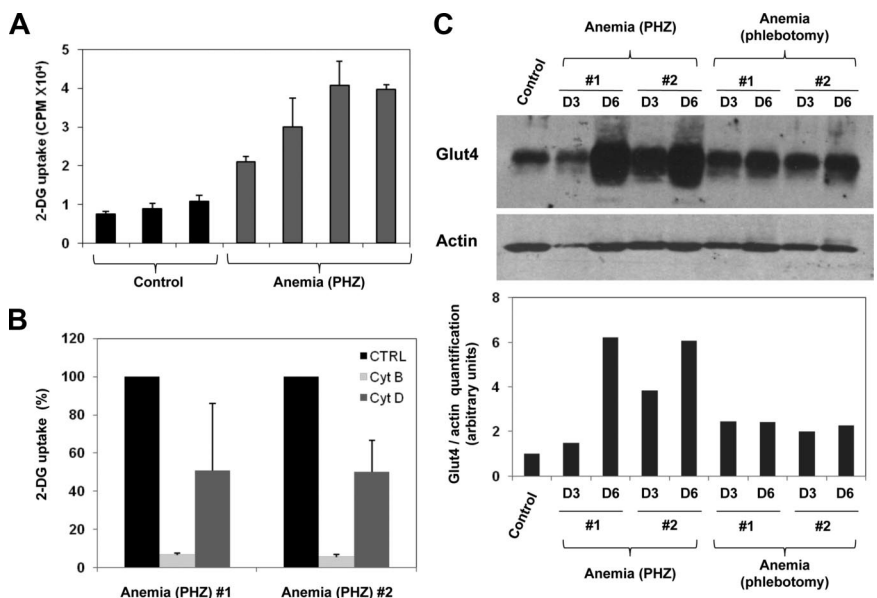 A
2-DG uptake (CPM X10⁴)
5
4
3
2
1
0
Control
Anemia (PHZ)
B
2-DG uptake (%)
120
100
80
60
40
20
0
CTRL
Cyt B
Cyt D
Anemia (PHZ) #1
Anemia (PHZ) #2
C
Control
Anemia (PHZ)
Anemia
(phlebotomy)
#1 #2 #1 #2
D3 D6 D3 D6 D3 D6 D3 D6
Glut4
Actin
Glut4 / actin quantification
(arbitrary units)
8
6
4
2
0
Control
D3 D6 D3 D6 D3 D6 D3 D6
#1 #2 #1 #2
Anemia (PHZ)
Anemia
(phlebotomy)